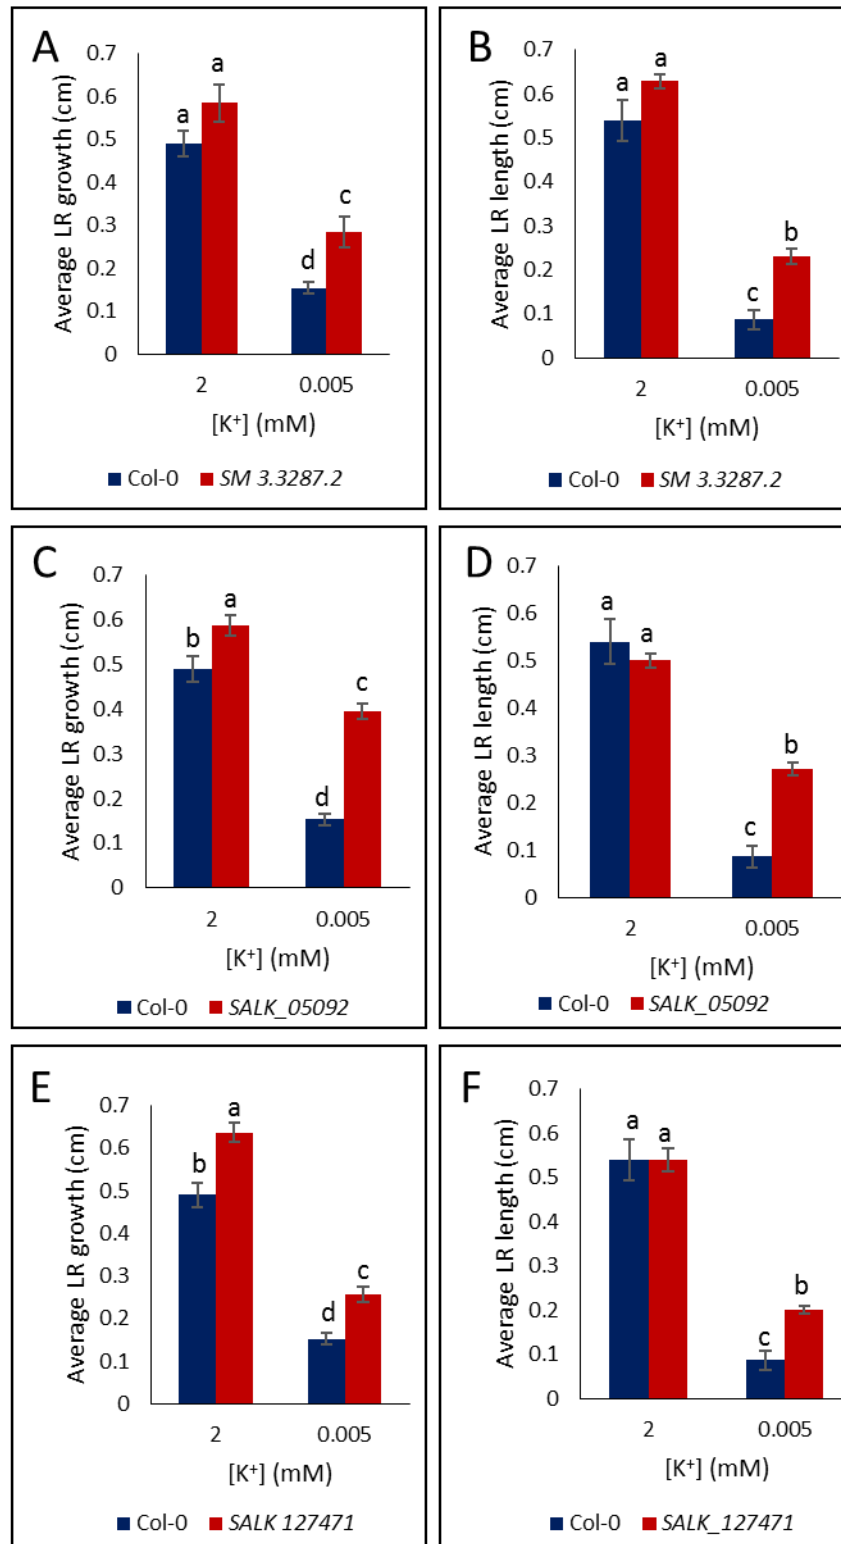 A
Average LR growth (cm)
0.7
0.6
0.5
0.4
0.3
0.2
0.1
0
a
a
d
c
2
0.005
[K⁺] (mM)
Col-0
SM 3.3287.2
B
Average LR length (cm)
0.7
0.6
0.5
0.4
0.3
0.2
0.1
0
a
a
c
b
2
0.005
[K⁺] (mM)
Col-0
SM 3.3287.2
C
Average LR growth (cm)
0.7
0.6
0.5
0.4
0.3
0.2
0.1
0
b
a
d
c
2
0.005
[K⁺] (mM)
Col-0
SALK_05092
D
Average LR length (cm)
0.7
0.6
0.5
0.4
0.3
0.2
0.1
0
a
a
c
b
2
0.005
[K⁺] (mM)
Col-0
SALK_05092
E
Average LR growth (cm)
0.7
0.6
0.5
0.4
0.3
0.2
0.1
0
b
a
d
c
2
0.005
[K⁺] (mM)
Col-0
SALK 127471
F
Average LR length (cm)
0.7
0.6
0.5
0.4
0.3
0.2
0.1
0
a
a
c
b
2
0.005
[K⁺] (mM)
Col-0
SALK_127471